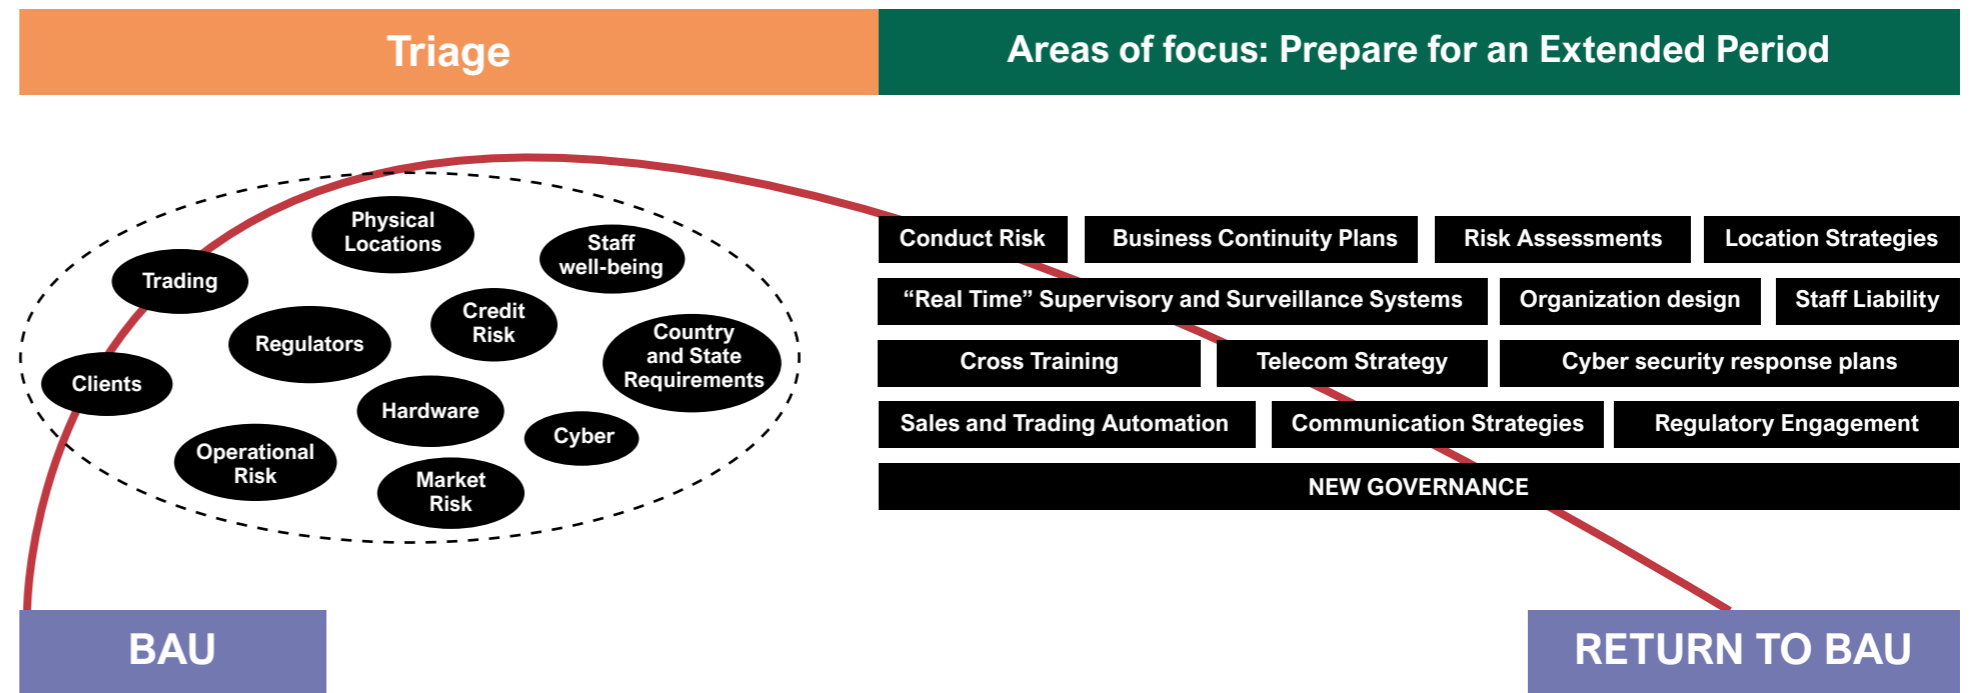 Triage
Areas of focus: Prepare for an Extended Period
Physical
Locations
Staff
well-being
Trading
Credit
Risk
Regulators
Country
and State
Requirements
Clients
Hardware
Cyber
Operational
Risk
Market
Risk
Conduct Risk
Business Continuity Plans
Risk Assessments
Location Strategies
“Real Time” Supervisory and Surveillance Systems
Organization design
Staff Liability
Cross Training
Telecom Strategy
Cyber security response plans
Sales and Trading Automation
Communication Strategies
Regulatory Engagement
NEW GOVERNANCE
BAU
RETURN TO BAU